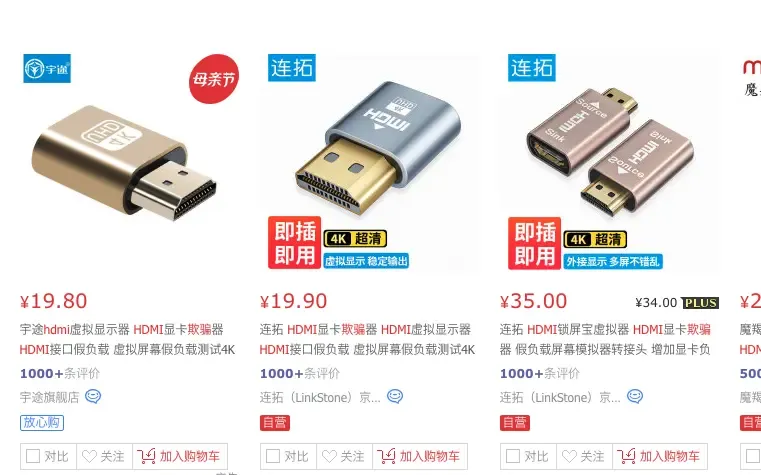 宇途
母亲节
UHD
4K
连拓
UHD
4K
HDMI
即插
即用
4K 超清
虚拟显示 稳定输出
连拓
Source
HDMI
Sink
Sink
HDMI
Source
即插
即用
4K 超清
外接显示 多屏不错乱
m
魔
¥19.80
宇途hdmi虚拟显示器 HDMI显卡欺骗器
HDMI接口假负载 虚拟屏幕假负载测试4K
1000+条评价
宇途旗舰店
放心购
对比 关注 加入购物车
广告
¥19.90
连拓 HDMI显卡欺骗器 HDMI虚拟显示器
HDMI接口假负载 虚拟屏幕假负载测试4K
1000+条评价
连拓（LinkStone）京...
自营
对比 关注 加入购物车
¥35.00 ¥34.00 PLUS
连拓 HDMI锁屏宝虚拟器 HDMI显卡欺骗
器 假负载屏幕模拟器转接头 增加显卡负
1000+条评价
连拓（LinkStone）京...
自营
对比 关注 加入购物车
¥2
魔羯
HDM
500
魔羯
自营